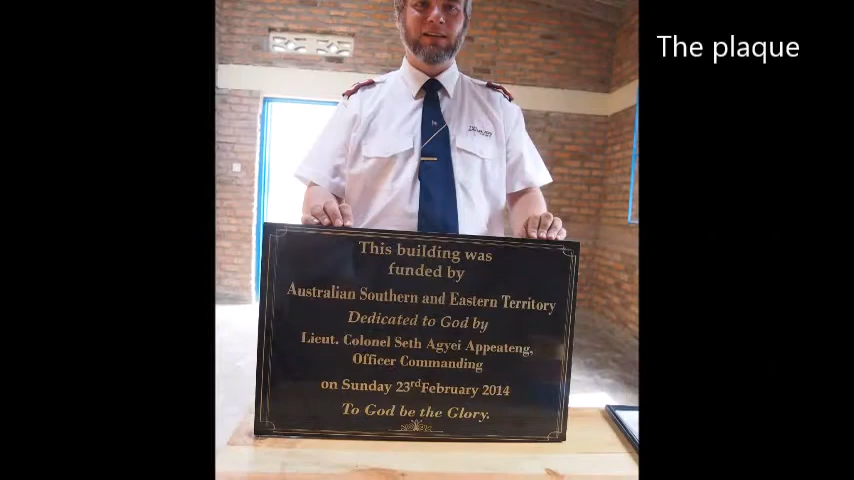 The plaque
This building was
funded by
Australian Southern and Eastern Territory
Dedicated to God by
Lieut. Colonel Seth Agyei Appeateng,
Officer Commanding
on Sunday 23rd February 2014
To God be the Glory.